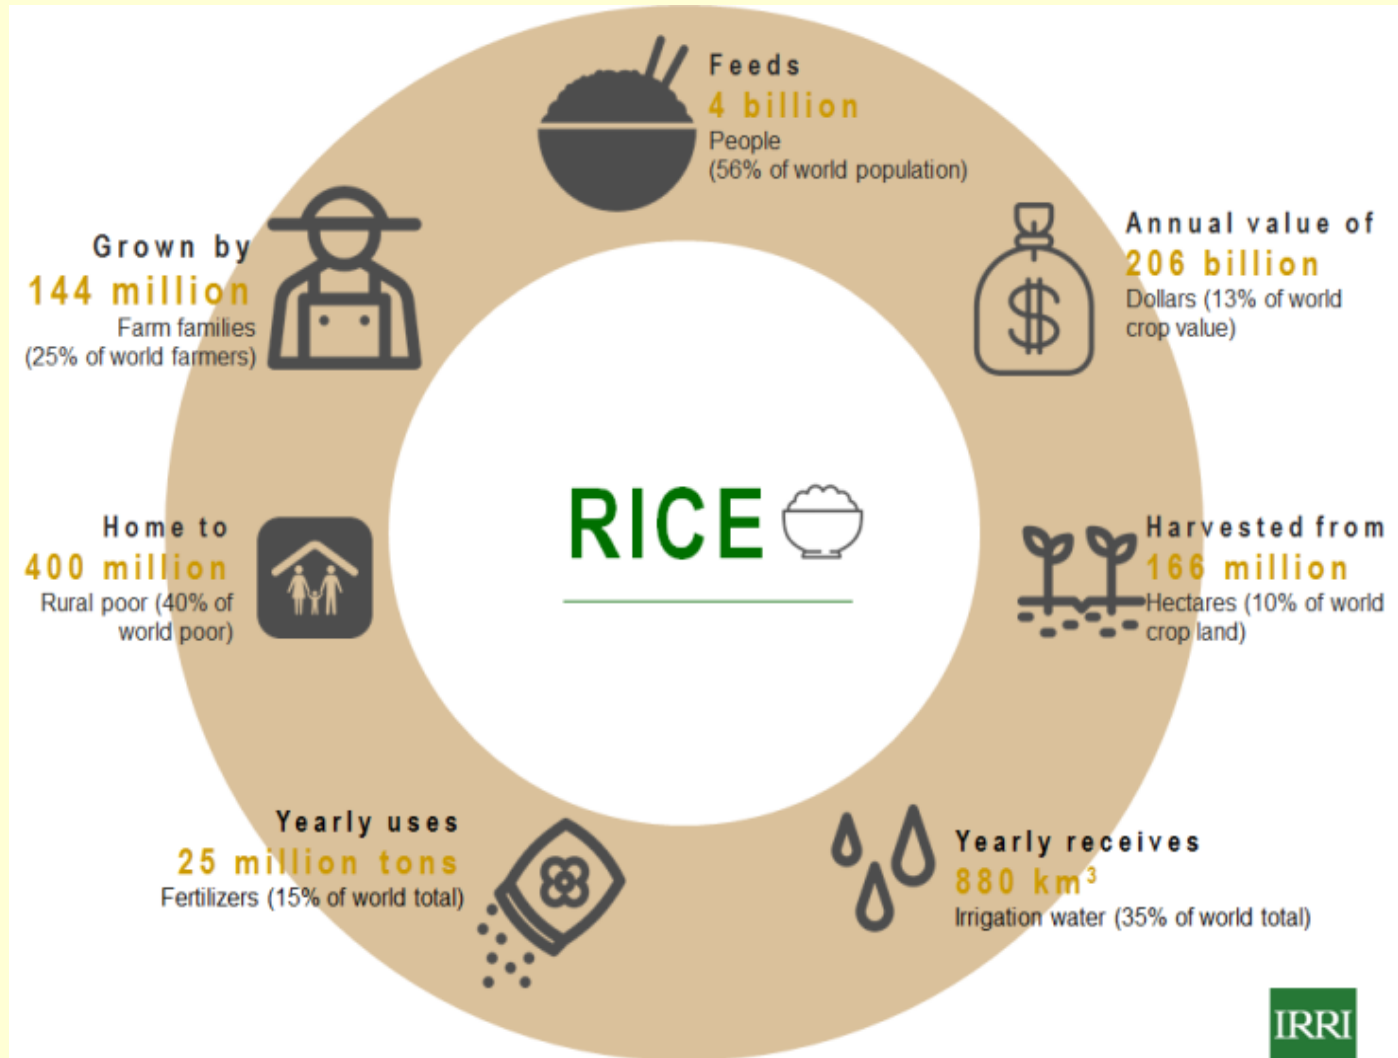 Feeds
4 billion
People
(56% of world population)
Annual value of
206 billion
Dollars (13% of world
crop value)
Grown by
144 million
Farm families
(25% of world farmers)
RICE
Home to
400 million
Rural poor (40% of
world poor)
Harvested from
166 million
Hectares (10% of world
crop land)
Yearly uses
25 million tons
Fertilizers (15% of world total)
Yearly receives
880 km³
Irrigation water (35% of world total)
IRRI